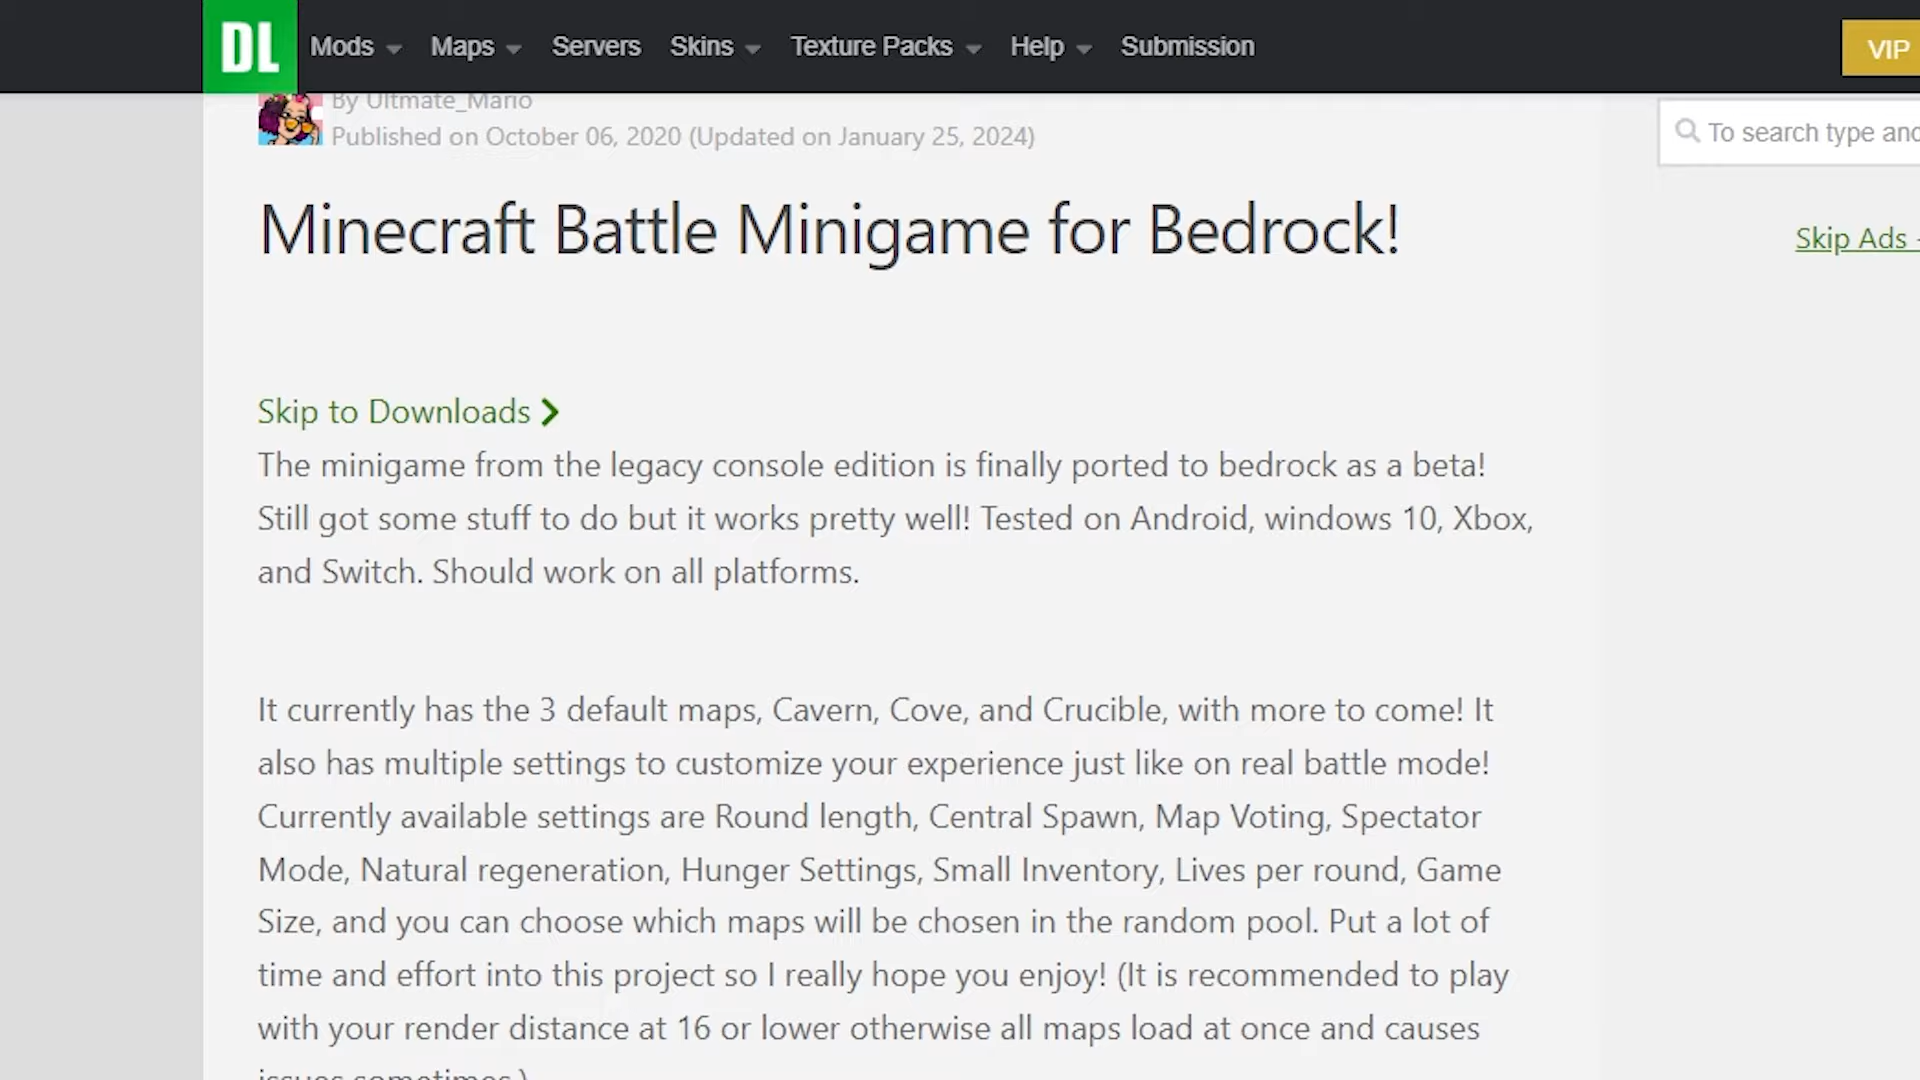 DL Mods Maps Servers Skins Texture Packs Help Submission VIP
By Ultmate_Mario
Published on October 06, 2020 (Updated on January 25, 2024)
To search type and
Minecraft Battle Minigame for Bedrock!
Skip Ads
Skip to Downloads
The minigame from the legacy console edition is finally ported to bedrock as a beta!
Still got some stuff to do but it works pretty well! Tested on Android, windows 10, Xbox,
and Switch. Should work on all platforms.
It currently has the 3 default maps, Cavern, Cove, and Crucible, with more to come! It
also has multiple settings to customize your experience just like on real battle mode!
Currently available settings are Round length, Central Spawn, Map Voting, Spectator
Mode, Natural regeneration, Hunger Settings, Small Inventory, Lives per round, Game
Size, and you can choose which maps will be chosen in the random pool. Put a lot of
time and effort into this project so I really hope you enjoy! (It is recommended to play
with your render distance at 16 or lower otherwise all maps load at once and causes
issues sometimes.)